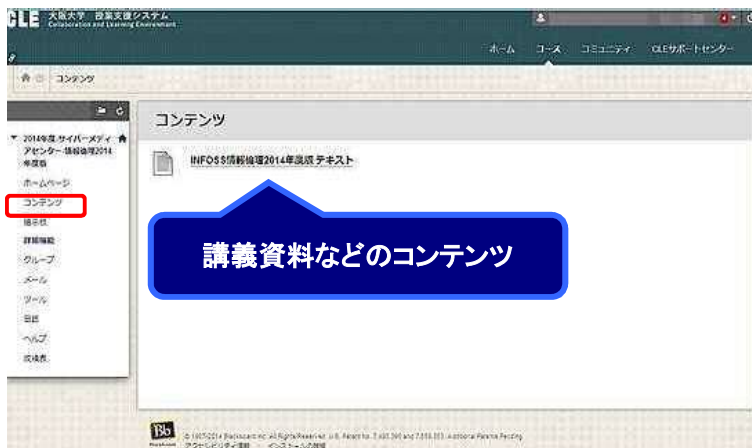 CLE 大阪大学 授業支援システム
Collaboration and Learning Environment
ホーム コース コミュニティ CLEサポートセンター
コンテンツ
コンテンツ
2014年度 サイバーメディ
アセンター 情報倫理2014
年度版
INFOSS情報倫理2014年度版 テキスト
ホームページ
コンテンツ
掲示板
詳細機能
グループ
講義資料などのコンテンツ
メール
ツール
日誌
ヘルプ
成績表
Bb